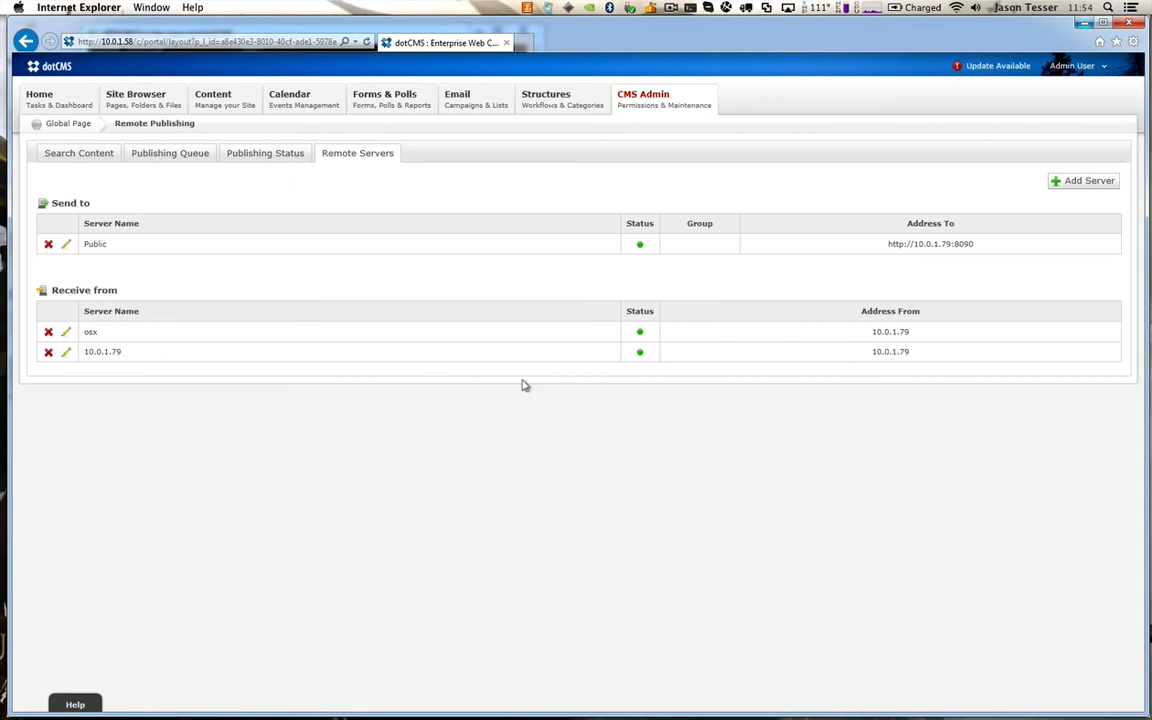 Internet Explorer Window Help 111° Charged Jason Tesser 11:54
http://10.0.1.58/c/portal/layout?p_l_id=a8e430e3-8010-40cf-ade1-5978e dotCMS : Enterprise Web C...
dotCMS Update Available Admin User
Home Site Browser Content Calendar Forms & Polls Email Structures CMS Admin
Tasks & Dashboard Pages, Folders & Files Manage your Site Events Management Forms, Polls & Reports Campaigns & Lists Workflows & Categories Permissions & Maintenance
Global Page Remote Publishing
Search Content Publishing Queue Publishing Status Remote Servers
Add Server
Send to
Server Name Status Group Address To
Public http://10.0.1.79:8090
Receive from
Server Name Status Address From
osx 10.0.1.79
10.0.1.79 10.0.1.79
Help